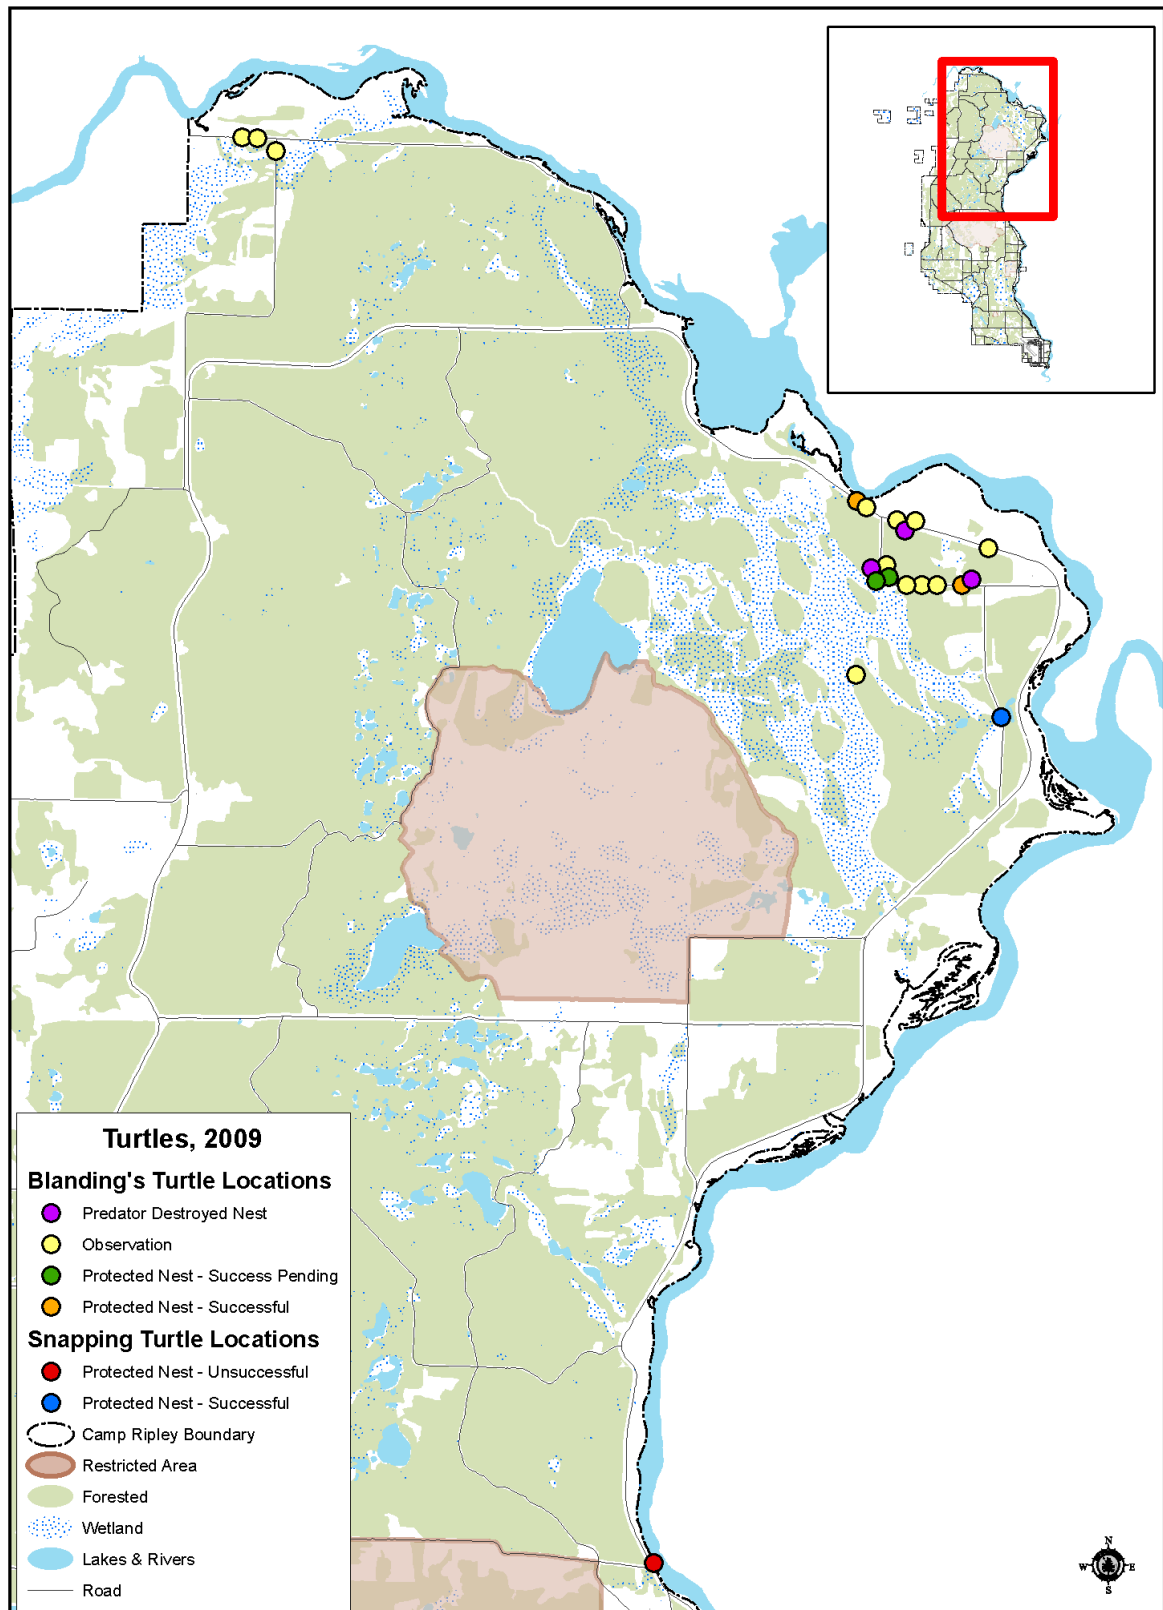 Turtles, 2009
Blanding's Turtle Locations
Predator Destroyed Nest
Observation
Protected Nest - Success Pending
Protected Nest - Successful
Snapping Turtle Locations
Protected Nest - Unsuccessful
Protected Nest - Successful
Camp Ripley Boundary
Restricted Area
Forested
Wetland
Lakes & Rivers
Road
N
W E
S